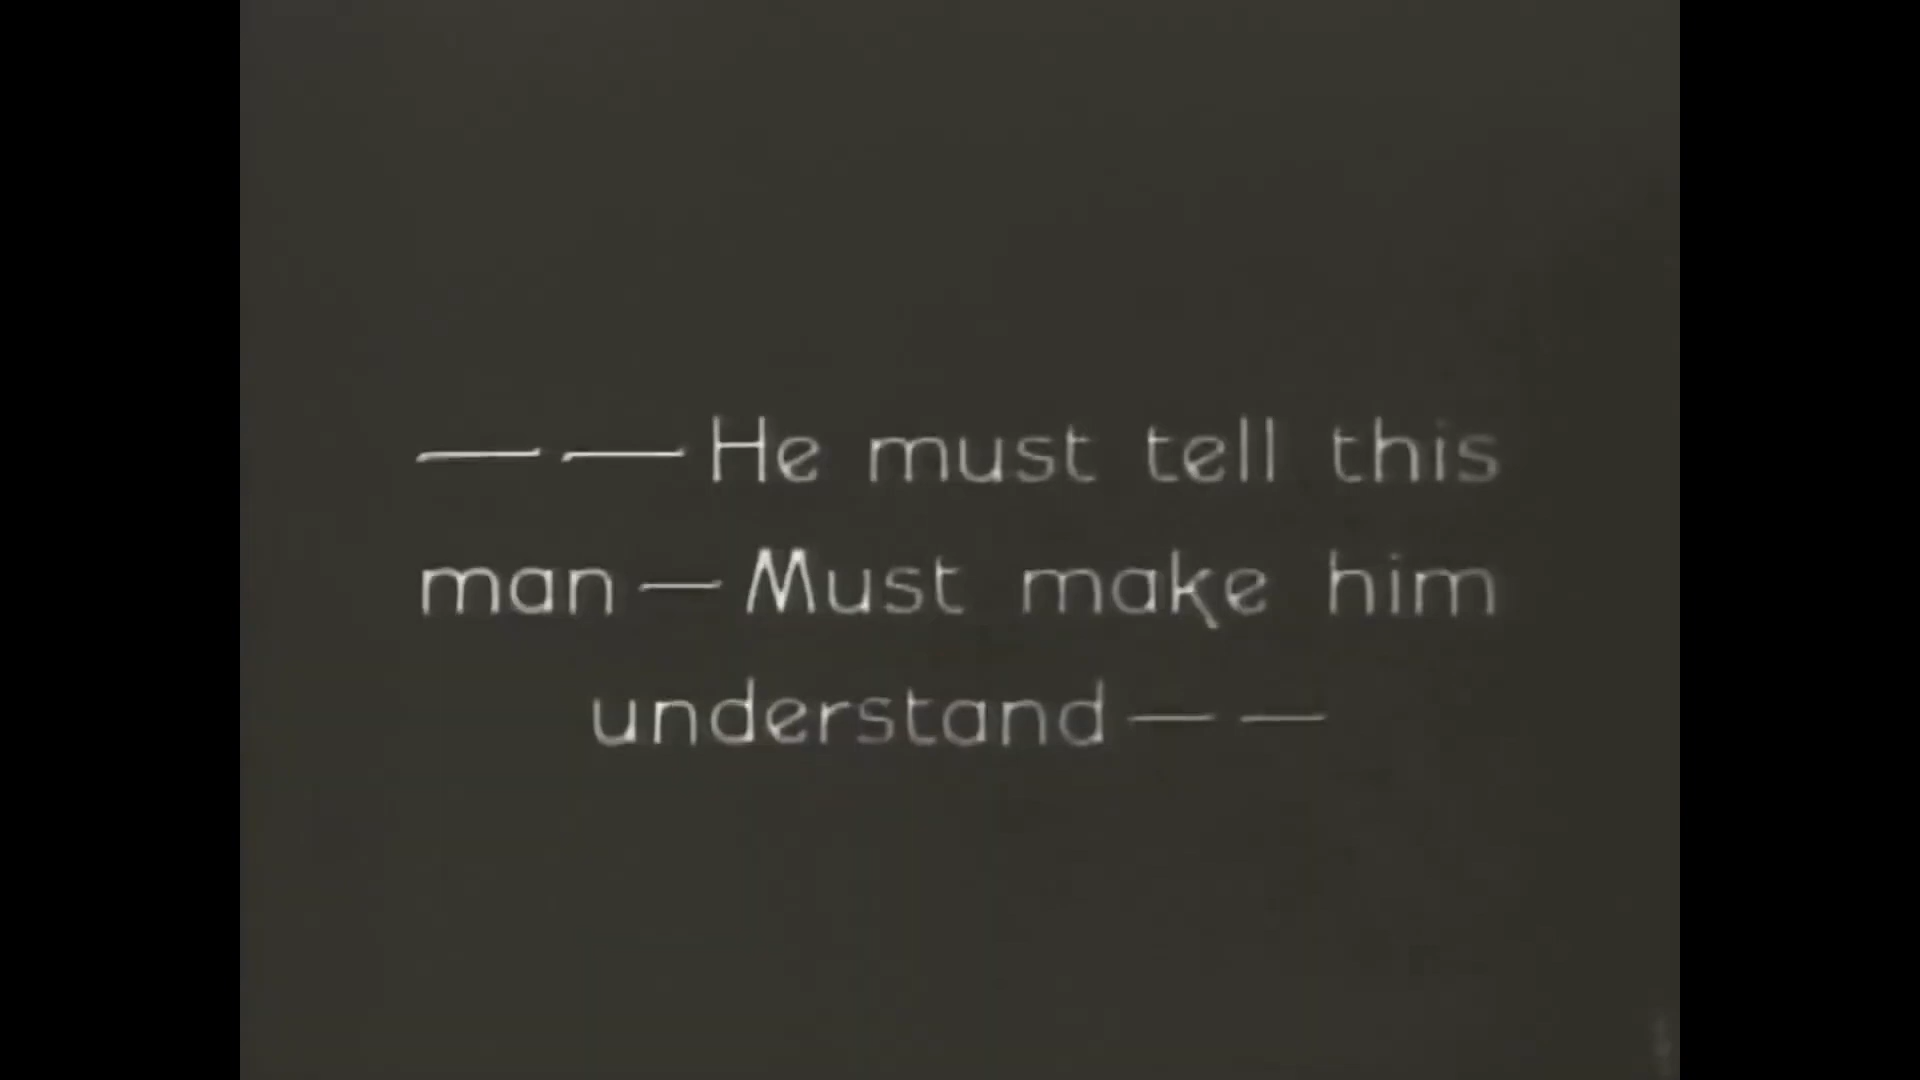 — — He must tell this
man — Must make him
understand — —